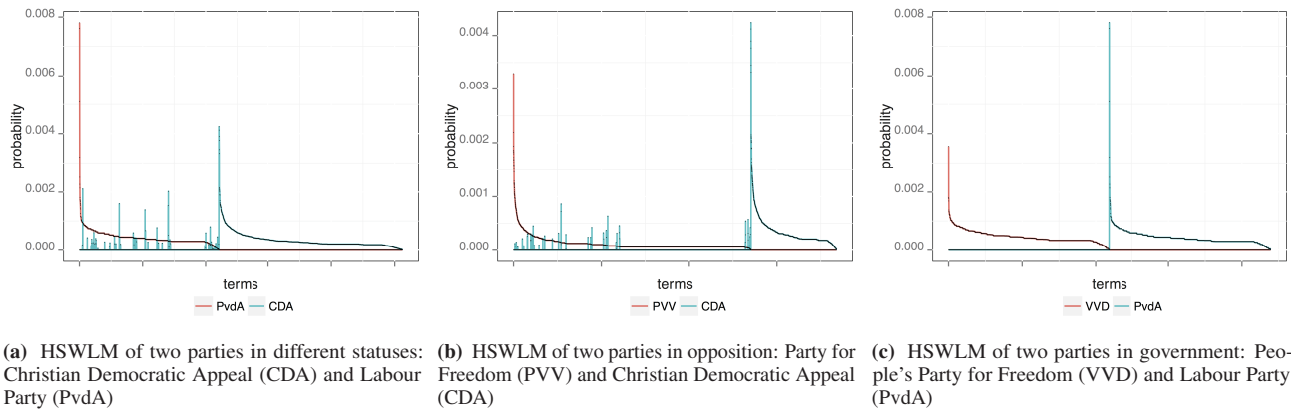 0.008
0.006
0.004
0.002
0.000
probability
terms
PvdA CDA
0.004
0.003
0.002
0.001
0.000
probability
terms
PVV CDA
0.008
0.006
0.004
0.002
0.000
probability
terms
VVD PvdA
(a) HSWLM of two parties in different statuses:
Christian Democratic Appeal (CDA) and Labour
Party (PvdA)
(b) HSWLM of two parties in opposition: Party for
Freedom (PVV) and Christian Democratic Appeal
(CDA)
(c) HSWLM of two parties in government: Peo-
ple's Party for Freedom (VVD) and Labour Party
(PvdA)